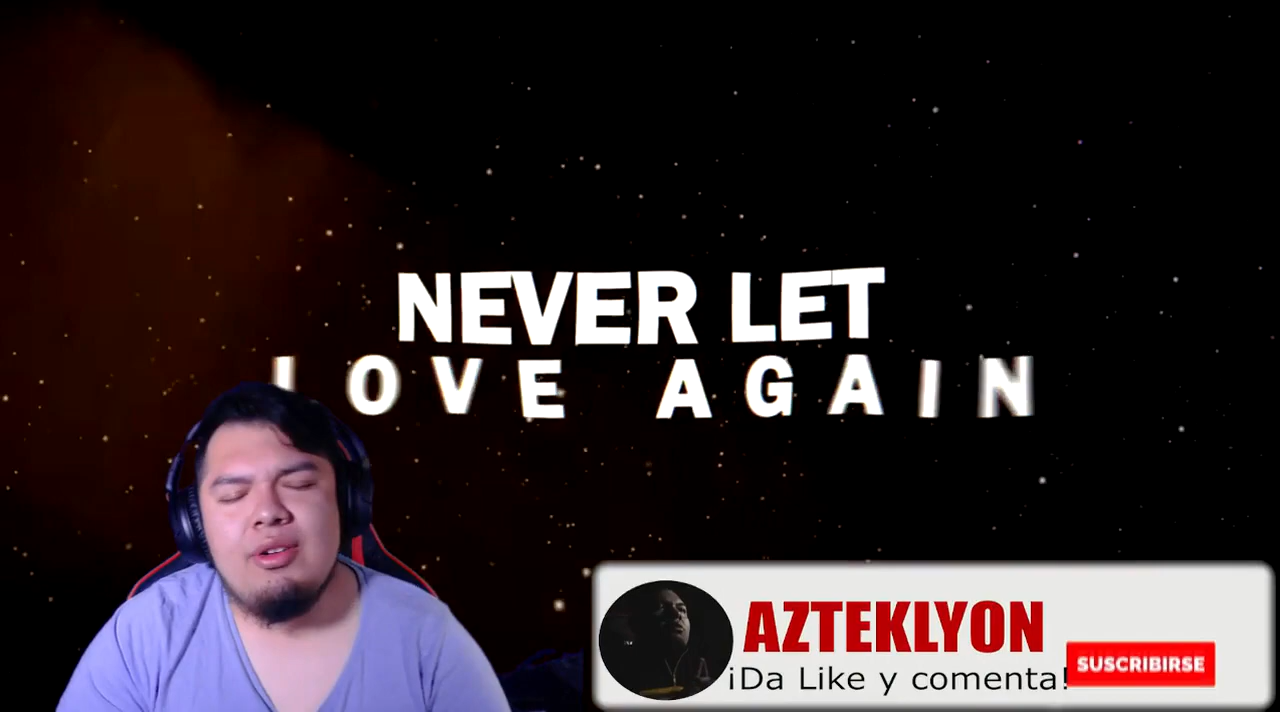 NEVER LET
LOVE AGAIN
AZTEKLYON
¡Da Like y comenta!
SUSCRIBIRSE